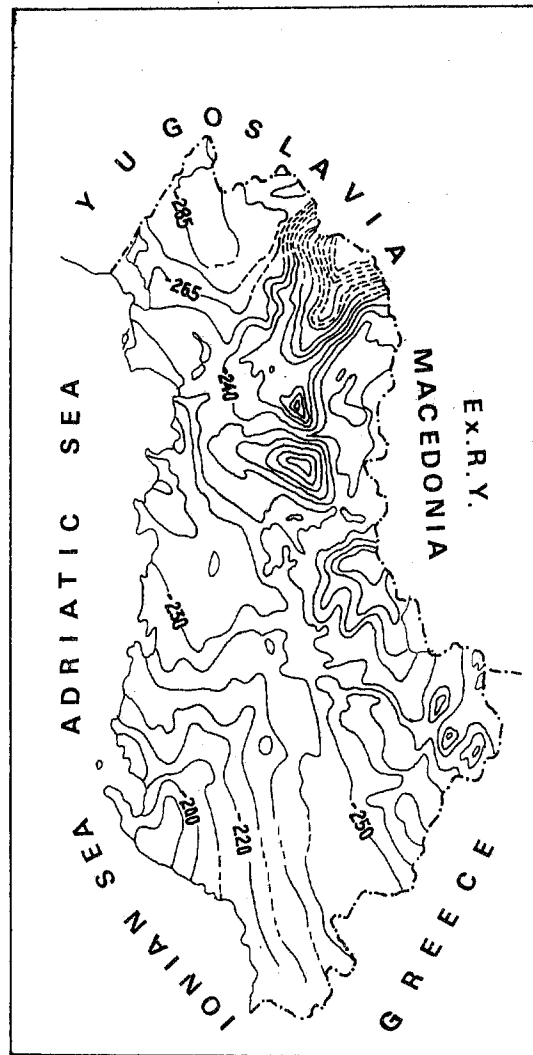 YUGOSLAVIA
-285
-265
-240
Ex.R.Y.
MACEDONIA
ADRIATIC SEA
-230
-200
-220
-250
IONIAN SEA
GREECE